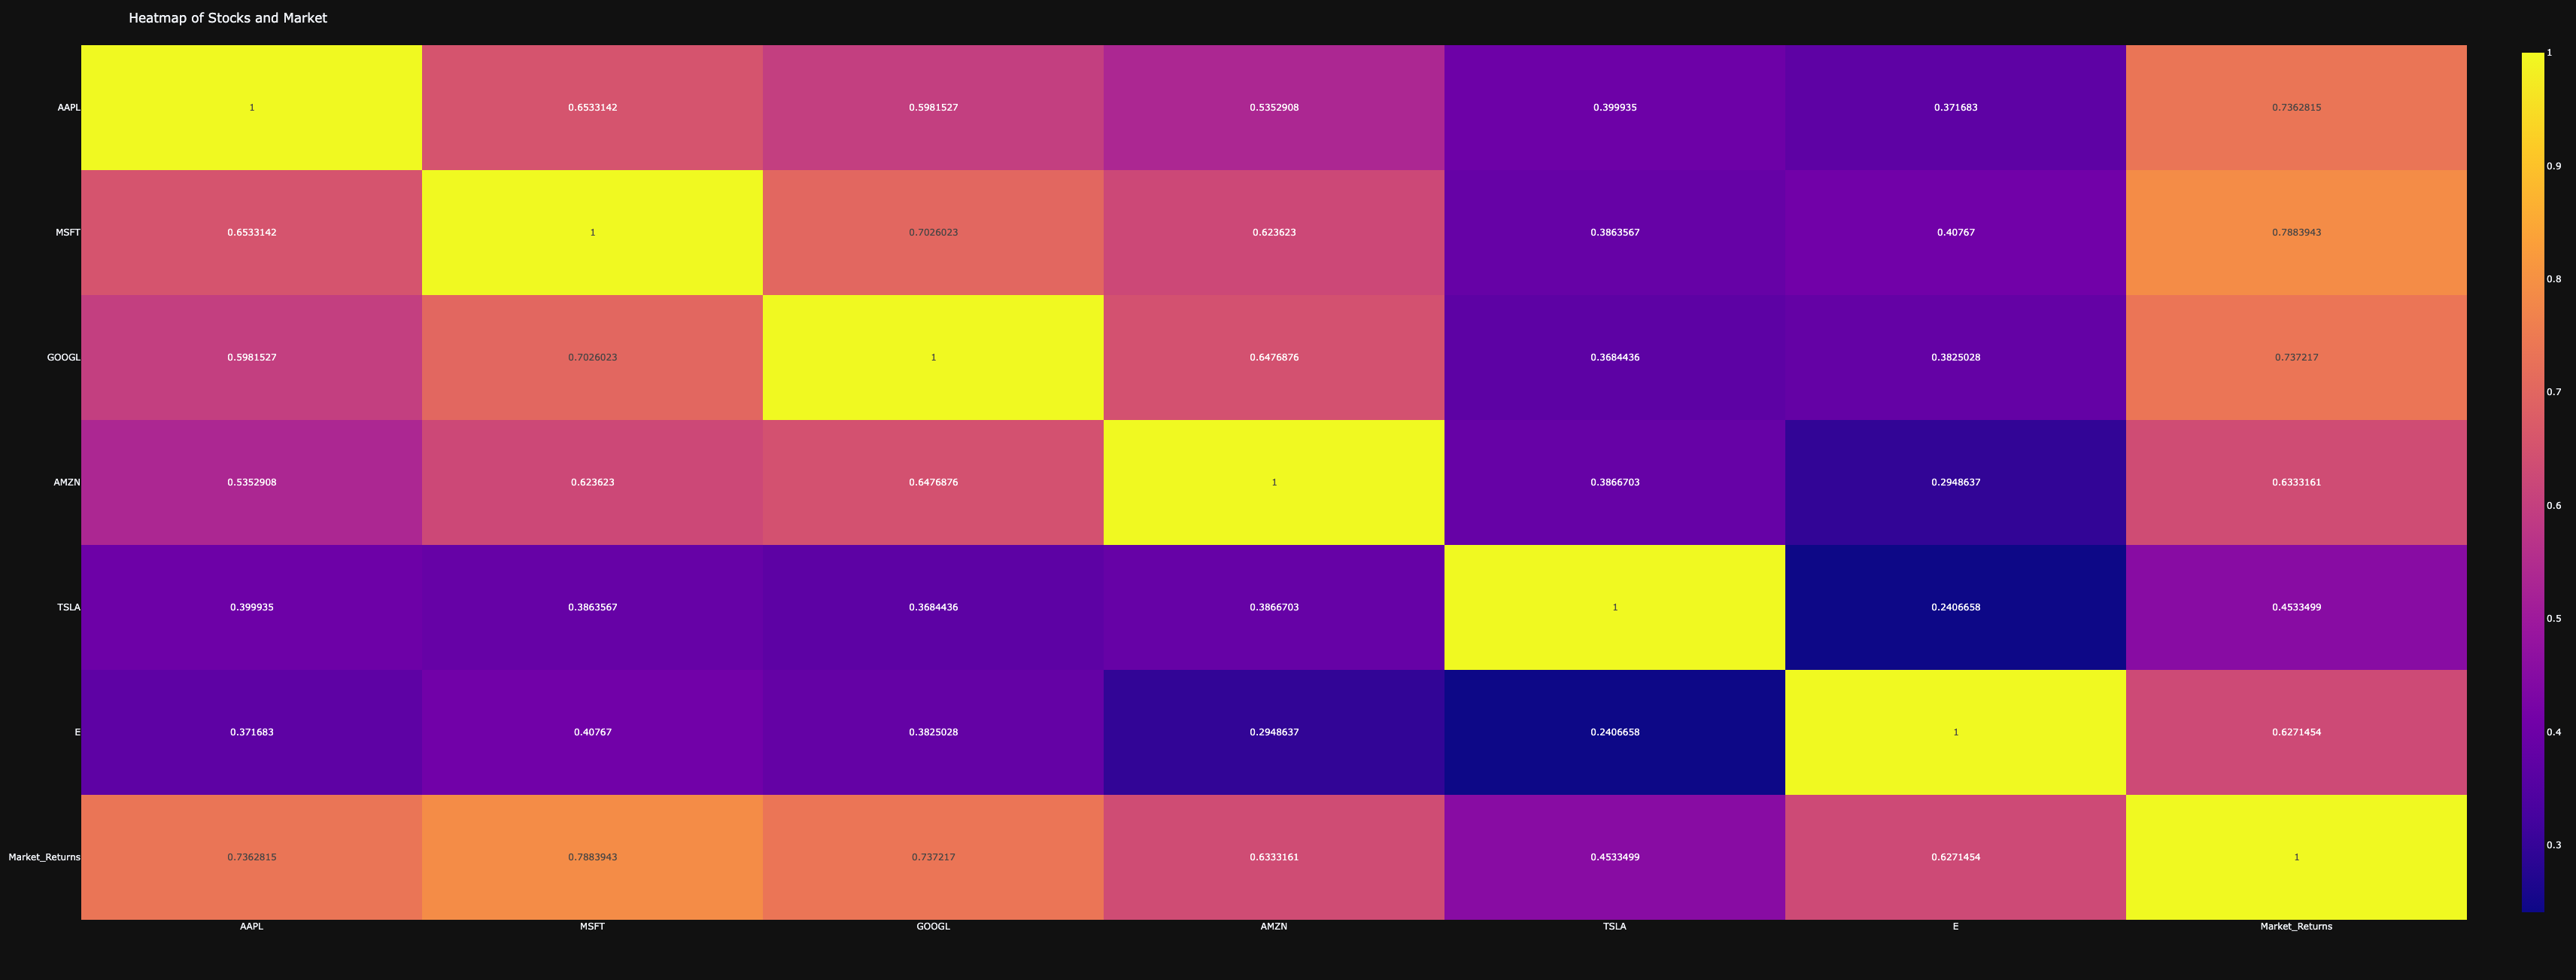 Heatmap of Stocks and Market
AAPL 1 0.6533142 0.5981527 0.5352908 0.399935 0.371683 0.7362815
MSFT 0.6533142 1 0.7026023 0.623623 0.3863567 0.40767 0.7883943
GOOGL 0.5981527 0.7026023 1 0.6476876 0.3684436 0.3825028 0.737217
AMZN 0.5352908 0.623623 0.6476876 1 0.3866703 0.2948637 0.6333161
TSLA 0.399935 0.3863567 0.3684436 0.3866703 1 0.2406658 0.4533499
E 0.371683 0.40767 0.3825028 0.2948637 0.2406658 1 0.6271454
Market_Returns 0.7362815 0.7883943 0.737217 0.6333161 0.4533499 0.6271454 1
AAPL MSFT GOOGL AMZN TSLA E Market_Returns
1
0.9
0.8
0.7
0.6
0.5
0.4
0.3